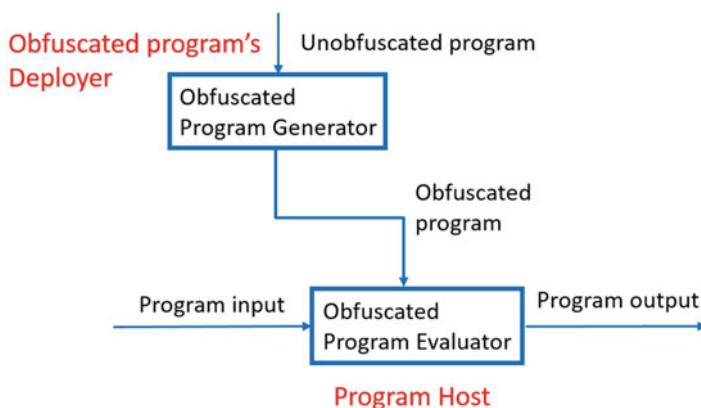 Obfuscated program's
Deployer
Unobfuscated program
Obfuscated
Program Generator
Obfuscated
program
Program input
Obfuscated
Program Evaluator
Program output
Program Host